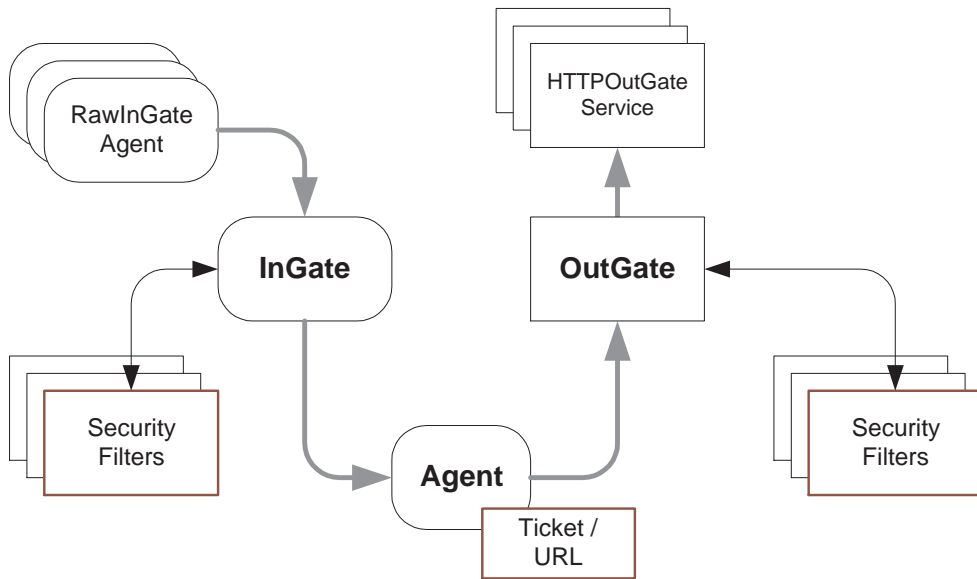 RawInGate
Agent
HTTPOutGate
Service
InGate
OutGate
Security
Filters
Security
Filters
Agent
Ticket /
URL